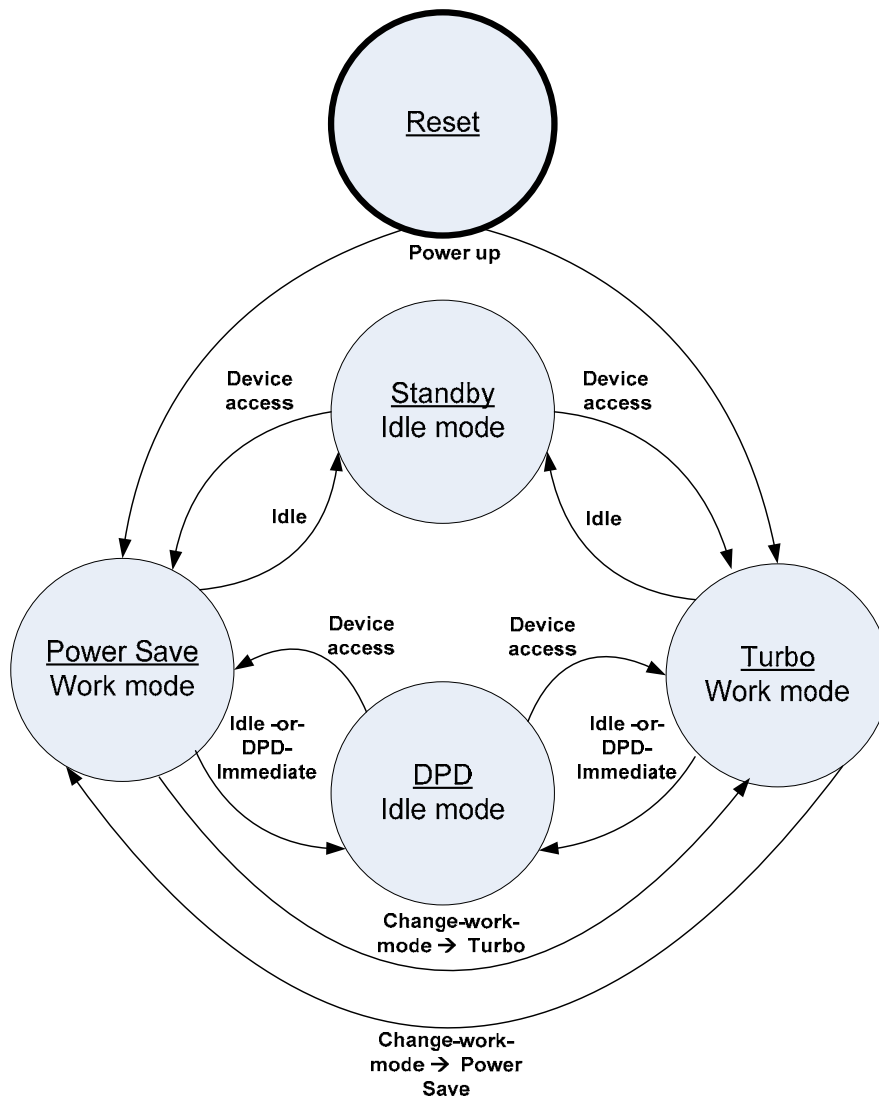 Reset
Power up
Device
access
Standby
Idle mode
Device
access
Idle
Idle
Power Save
Work mode
Device
access
Device
access
Turbo
Work mode
Idle -or-
DPD-
Immediate
DPD
Idle mode
Idle -or-
DPD-
Immediate
Change-work-
mode → Turbo
Change-work-
mode → Power
Save